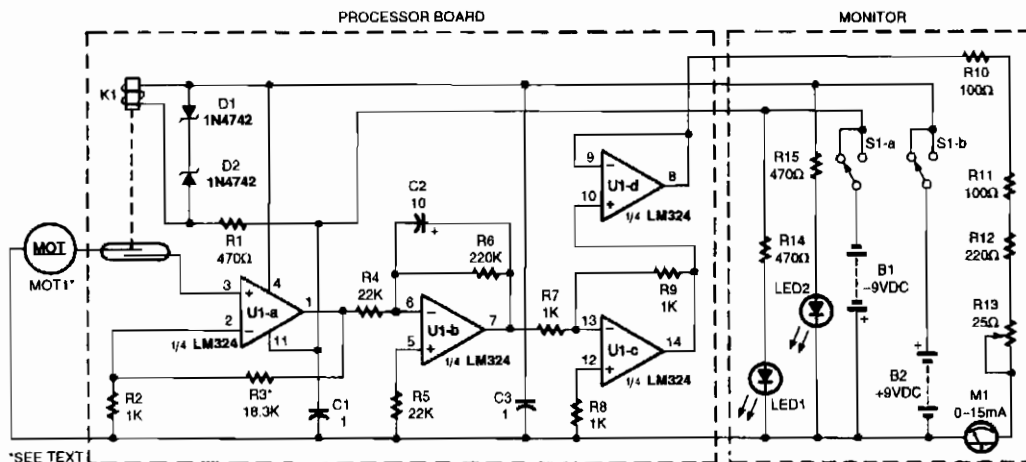 PROCESSOR BOARD
MONITOR
K1
D1
1N4742
D2
1N4742
R10
100Ω
S1-a
S1-b
R15
470Ω
R11
100Ω
9
U1-d
8
10
1/4 LM324
C2
10
+
MOT
MOT1*
R1
470Ω
R6
220K
R4
22K
R14
470Ω
R12
220Ω
B1
–9VDC
+
LED2
R9
1K
R7
1K
3
+
4
U1-a
1
2
–
11
1/4 LM324
6
–
U1-b
7
5
+
1/4 LM324
13
–
U1-c
14
12
+
1/4 LM324
R13
25Ω
+
B2
+9VDC
R2
1K
R3*
18.3K
C1
1
R5
22K
C3
1
R8
1K
LED1
M1
0–15mA
*SEE TEXT